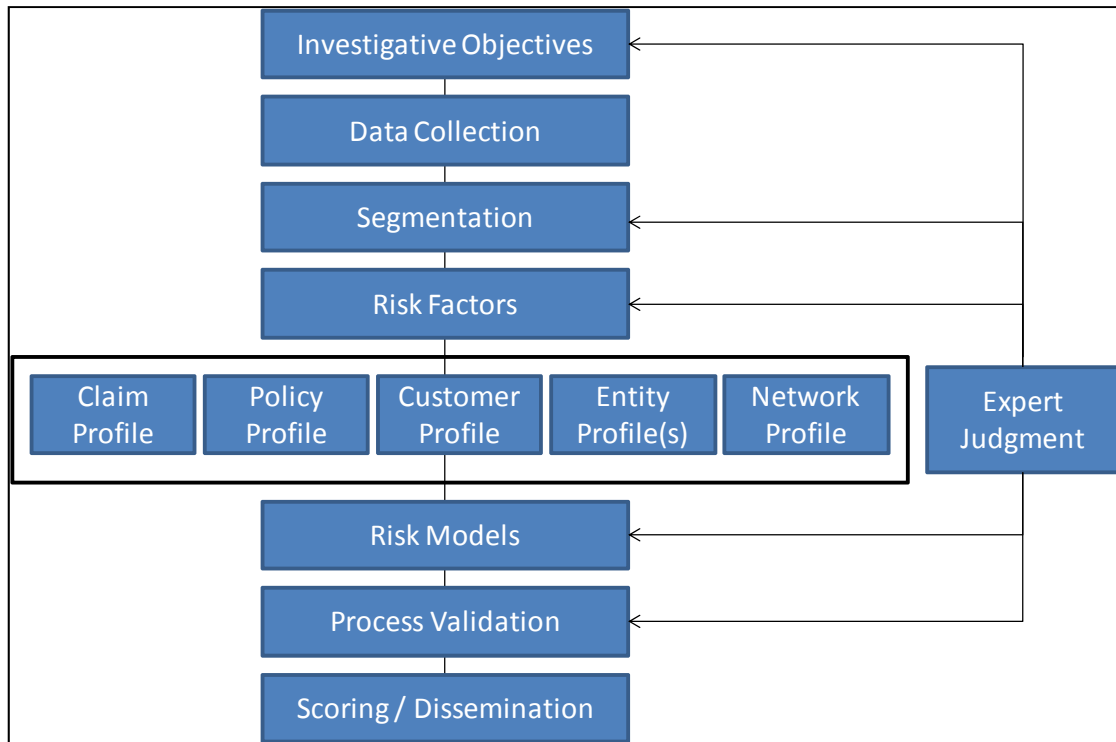 Investigative Objectives
Data Collection
Segmentation
Risk Factors
Claim
Profile
Policy
Profile
Customer
Profile
Entity
Profile(s)
Network
Profile
Expert
Judgment
Risk Models
Process Validation
Scoring / Dissemination